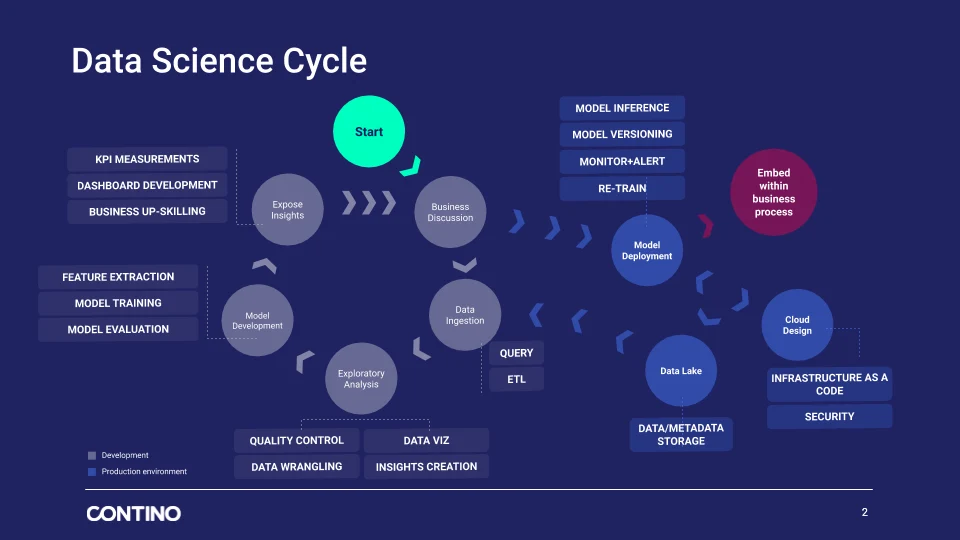 Data Science Cycle
Start
MODEL INFERENCE
MODEL VERSIONING
MONITOR+ALERT
RE-TRAIN
KPI MEASUREMENTS
DASHBOARD DEVELOPMENT
BUSINESS UP-SKILLING
Expose
Insights
Business
Discussion
Embed
within
business
process
Model
Deployment
FEATURE EXTRACTION
MODEL TRAINING
MODEL EVALUATION
Model
Development
Data
Ingestion
Cloud
Design
QUERY
ETL
Exploratory
Analysis
Data Lake
INFRASTRUCTURE AS A
CODE
SECURITY
DATA/METADATA
STORAGE
QUALITY CONTROL
DATA VIZ
DATA WRANGLING
INSIGHTS CREATION
Development
Production environment
CONTINO
2